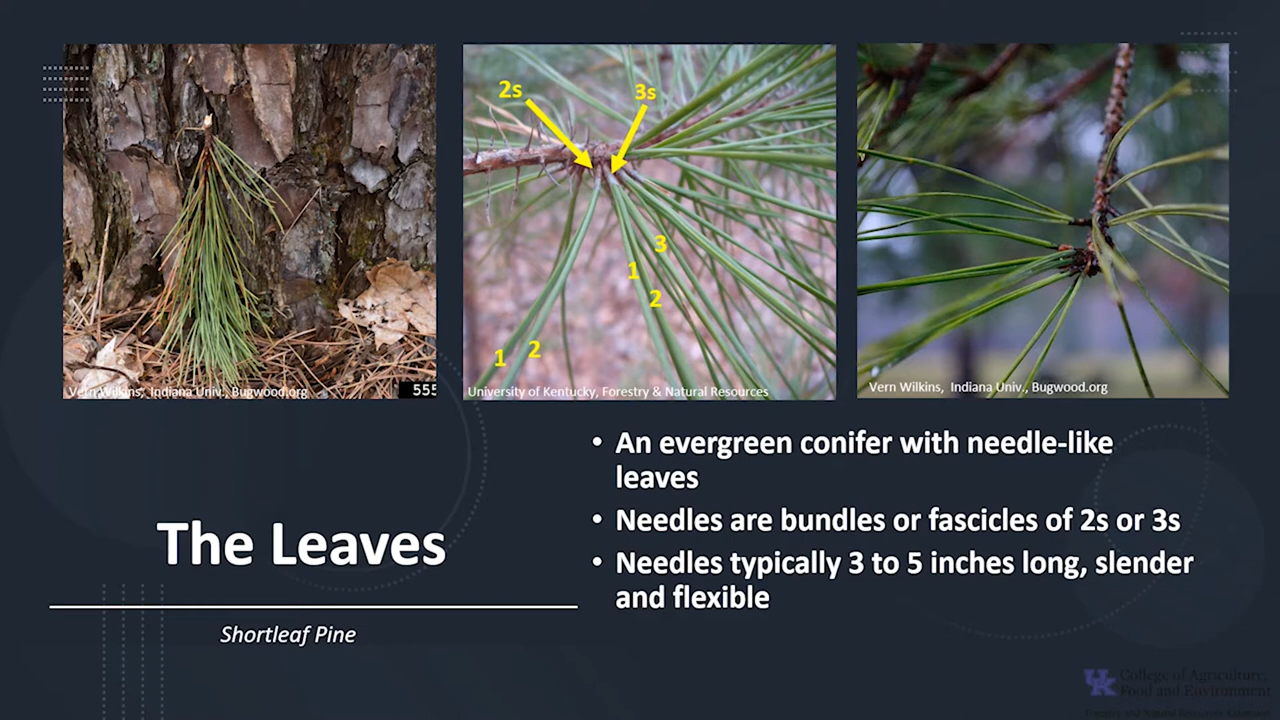 2s
3s
3
1
2
1
2
Vern Wilkins, Indiana Univ., Bugwood.org
555
University of Kentucky, Forestry & Natural Resources
Vern Wilkins, Indiana Univ., Bugwood.org
• An evergreen conifer with needle-like
leaves
• Needles are bundles or fascicles of 2s or 3s
• Needles typically 3 to 5 inches long, slender
and flexible
The Leaves
Shortleaf Pine
UK
College of Agriculture,
Food and Environment